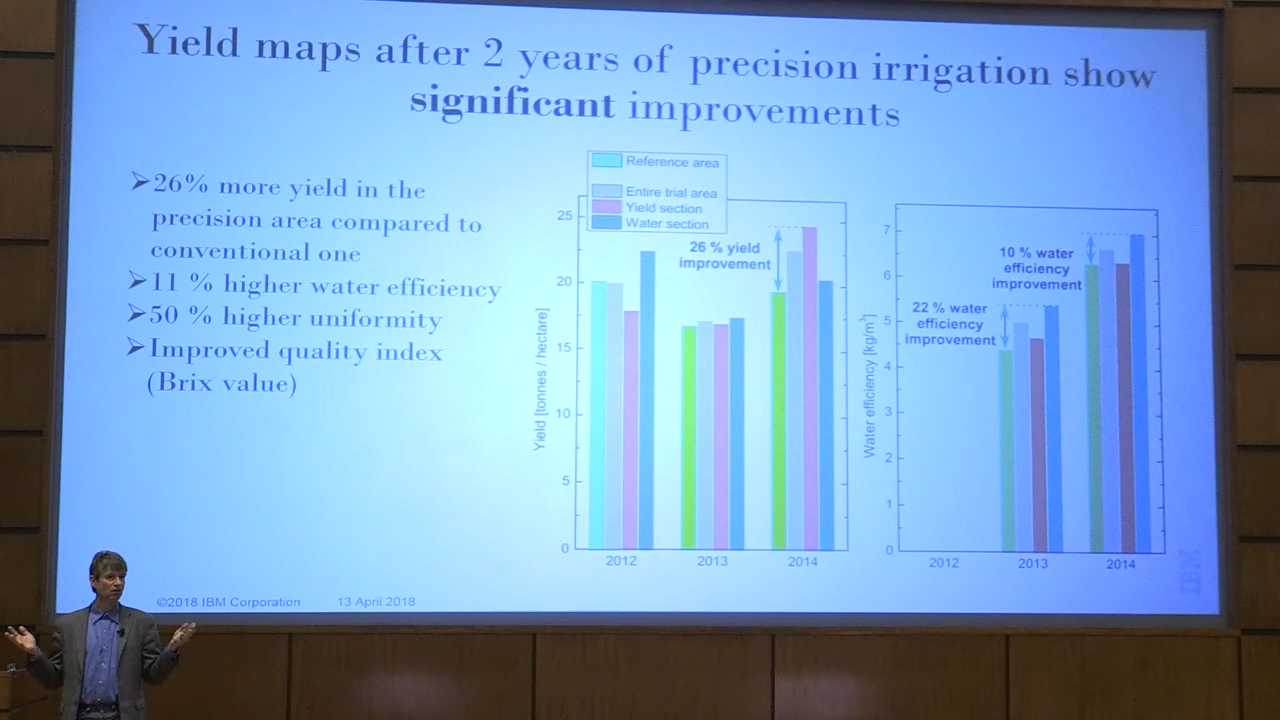 Yield maps after 2 years of precision irrigation show
significant improvements
➢26% more yield in the
precision area compared to
conventional one
➢11 % higher water efficiency
➢50 % higher uniformity
➢Improved quality index
(Brix value)
Reference area
Entire trial area
Yield section
Water section
26 % yield
improvement
Yield [tonnes / hectare]
25
20
15
10
5
0
2012
2013
2014
10 % water
efficiency
improvement
22 % water
efficiency
improvement
Water efficiency [kg/m³]
7
6
5
4
3
2
1
0
2012
2013
2014
©2018 IBM Corporation
13 April 2018
IBM